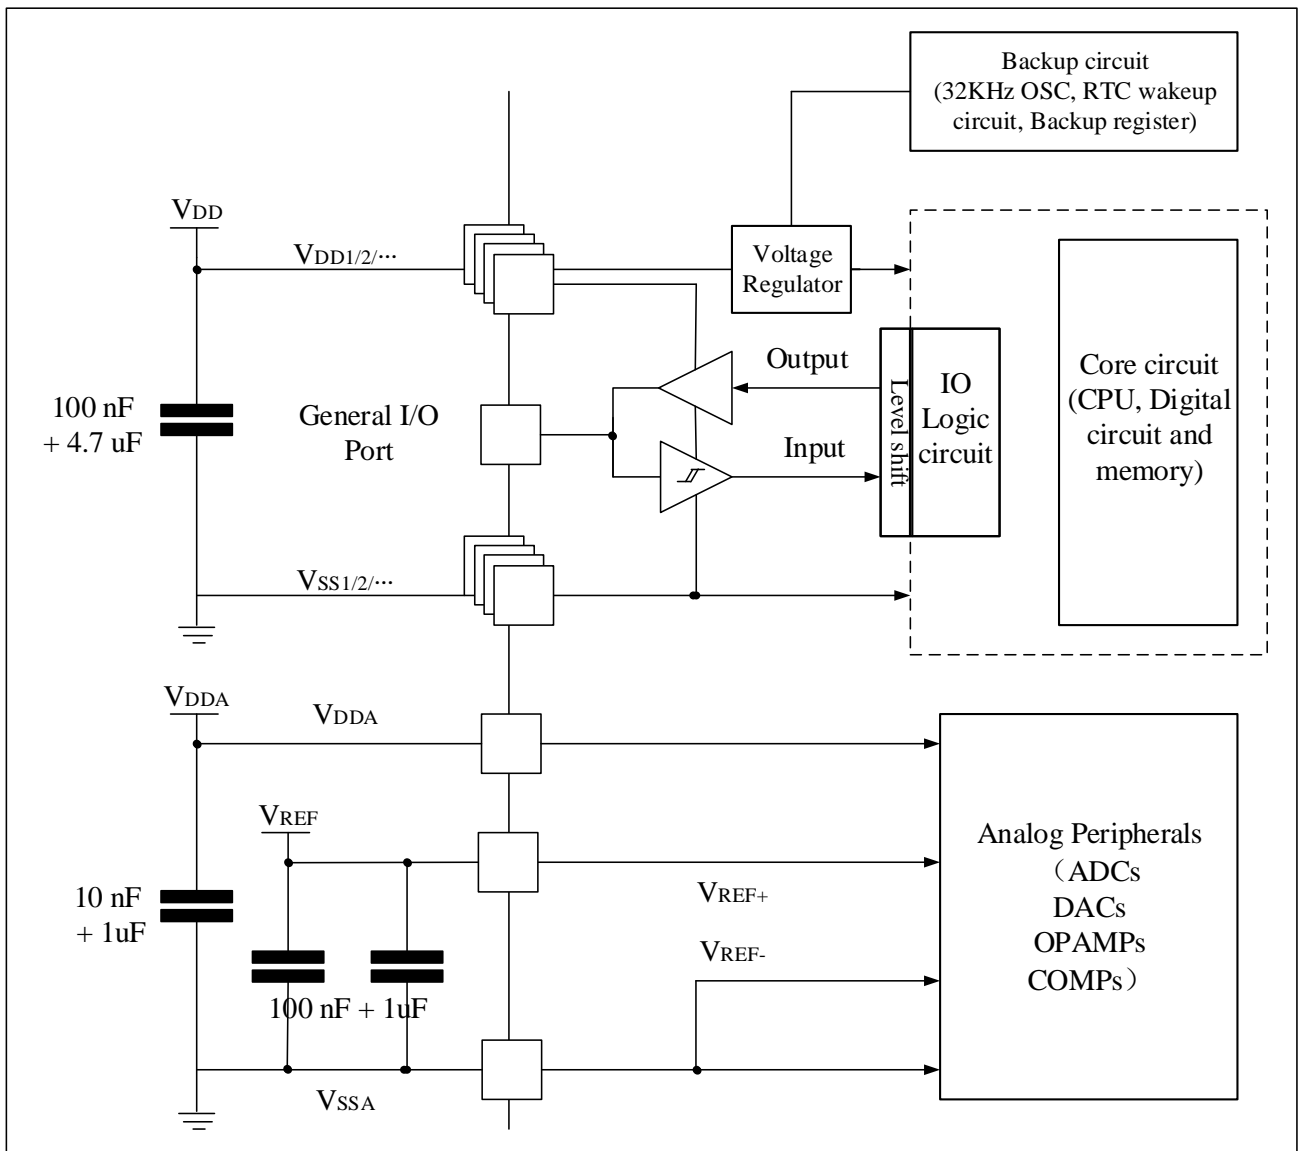 Backup circuit
(32KHz OSC, RTC wakeup
circuit, Backup register)
VDD
VDD1/2/···
Voltage
Regulator
100 nF
+ 4.7 uF
General I/O
Port
Output
Input
Level shift
IO
Logic
circuit
Core circuit
(CPU, Digital
circuit and
memory)
VSS1/2/···
VDDA
VDDA
VREF
10 nF
+ 1uF
100 nF + 1uF
VREF+
VREF-
VSSA
Analog Peripherals
（ADCs
DACs
OPAMPs
COMPs）